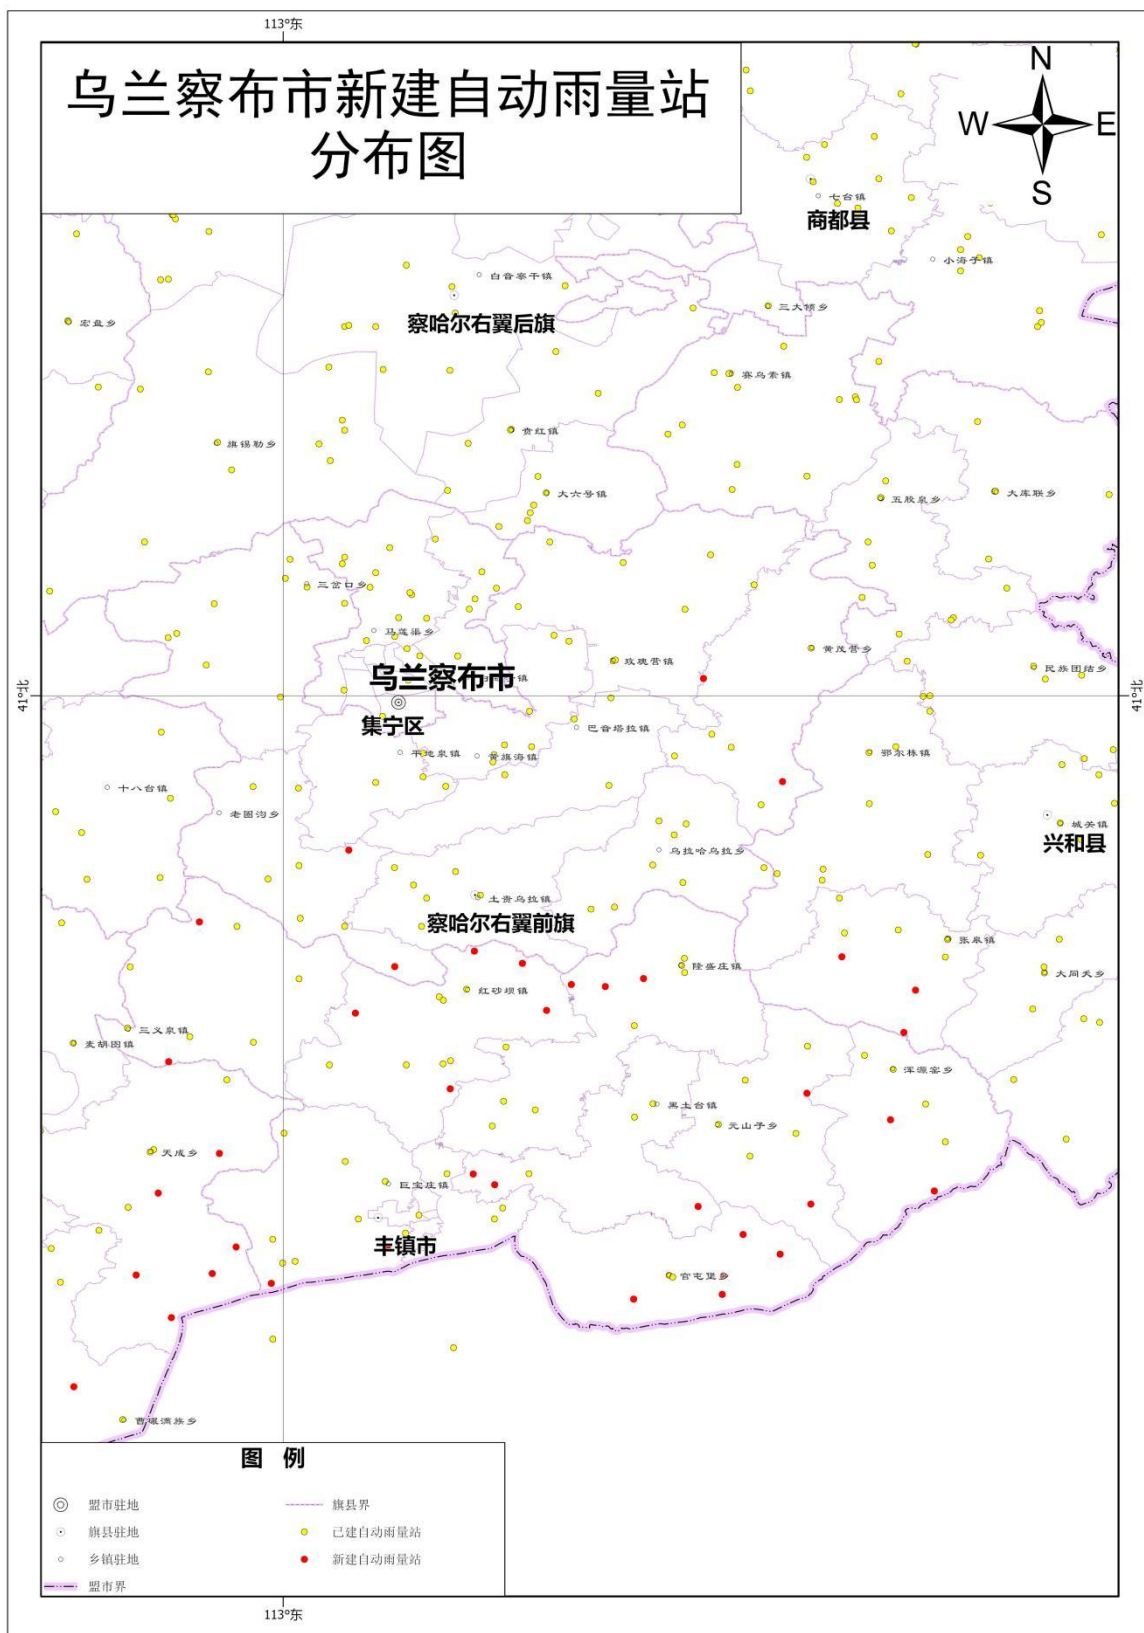 113°东
乌兰察布市新建自动雨量站
分布图
N
W
E
S
七台镇
商都县
小海子镇
白音察干镇
三大顷乡
宏盘乡
察哈尔右翼后旗
赛乌素镇
贲红镇
旗锡勒乡
大六号镇
五股泉乡
大库联乡
三岔口乡
马莲渠乡
黄茂营乡
玫瑰营镇
民族团结乡
乌兰察布市
41°北
41°北
集宁区
巴音塔拉镇
平地泉镇
黄旗海镇
鄂尔栋镇
十八台镇
老圈沟乡
城关镇
兴和县
乌拉哈乌拉乡
土贵乌拉镇
察哈尔右翼前旗
张皋镇
隆盛庄镇
大同夭乡
红砂坝镇
三义泉镇
麦胡图镇
浑源窑乡
黑土台镇
元山子乡
天成乡
巨宝庄镇
丰镇市
官屯堡乡
曹碾满族乡
图 例
盟市驻地
旗县界
旗县驻地
已建自动雨量站
乡镇驻地
新建自动雨量站
盟市界
113°东